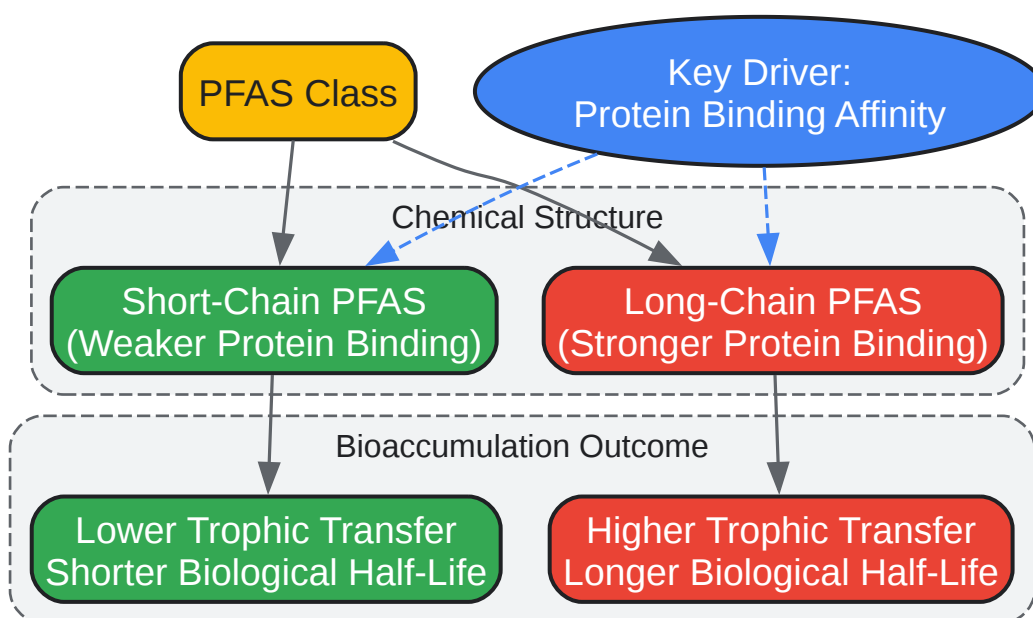 PFAS Class
Key Driver:
Protein Binding Affinity
Chemical Structure
Short-Chain PFAS
(Weaker Protein Binding)
Long-Chain PFAS
(Stronger Protein Binding)
Bioaccumulation Outcome
Lower Trophic Transfer
Shorter Biological Half-Life
Higher Trophic Transfer
Longer Biological Half-Life